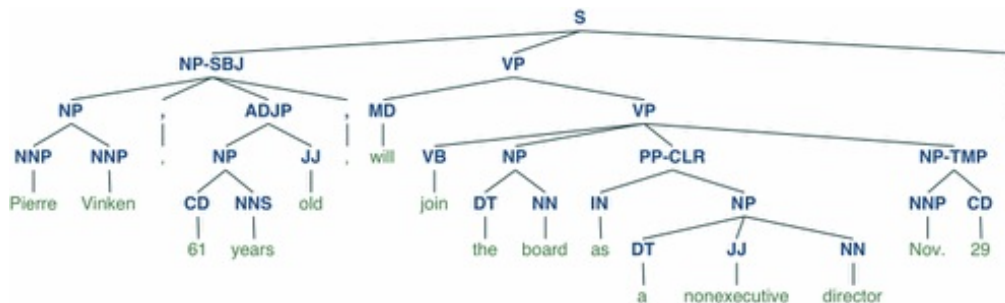 S
NP-SBJ VP
NP , ADJP , MD VP
NNP NNP , NP JJ , will VB NP PP-CLR NP-TMP
Pierre Vinken CD NNS old join DT NN IN NP NNP CD
61 years the board as DT JJ NN Nov. 29
a nonexecutive director